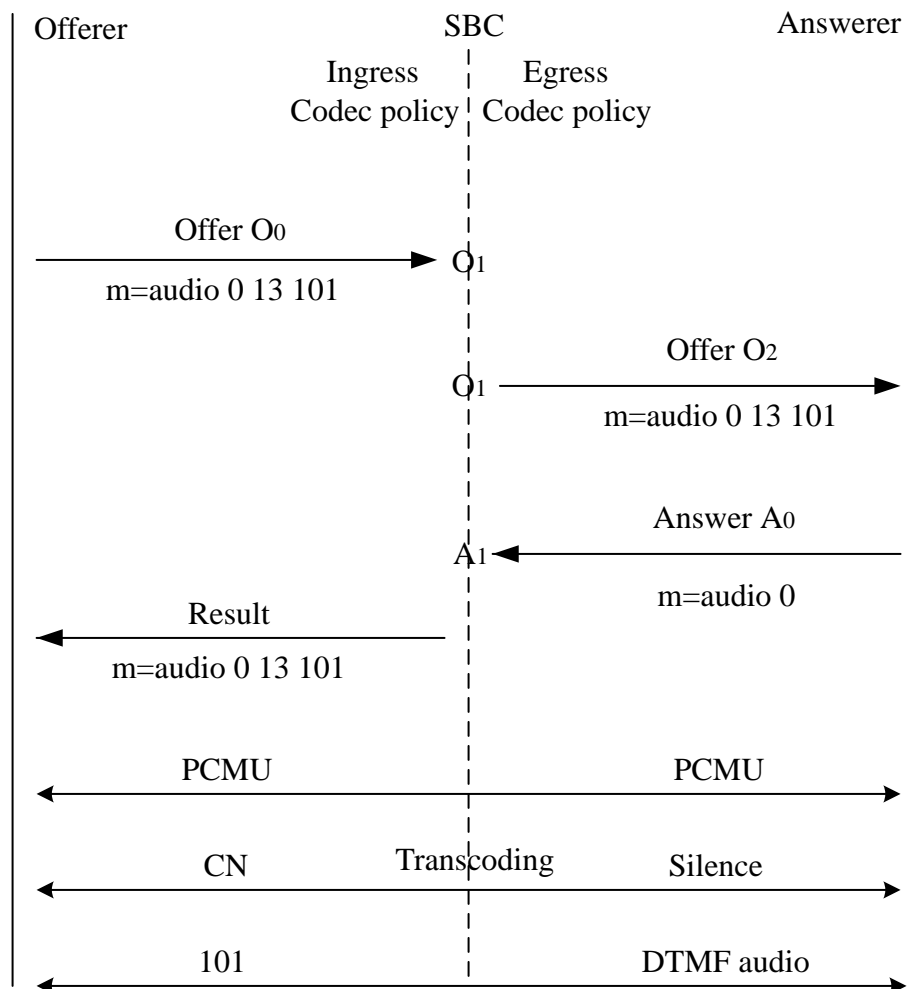 Offerer
SBC
Answerer
Ingress
Codec policy
Egress
Codec policy
Offer O0
O1
m=audio 0 13 101
Offer O2
O1
m=audio 0 13 101
Answer A0
A1
m=audio 0
Result
m=audio 0 13 101
PCMU
PCMU
CN
Transcoding
Silence
101
DTMF audio